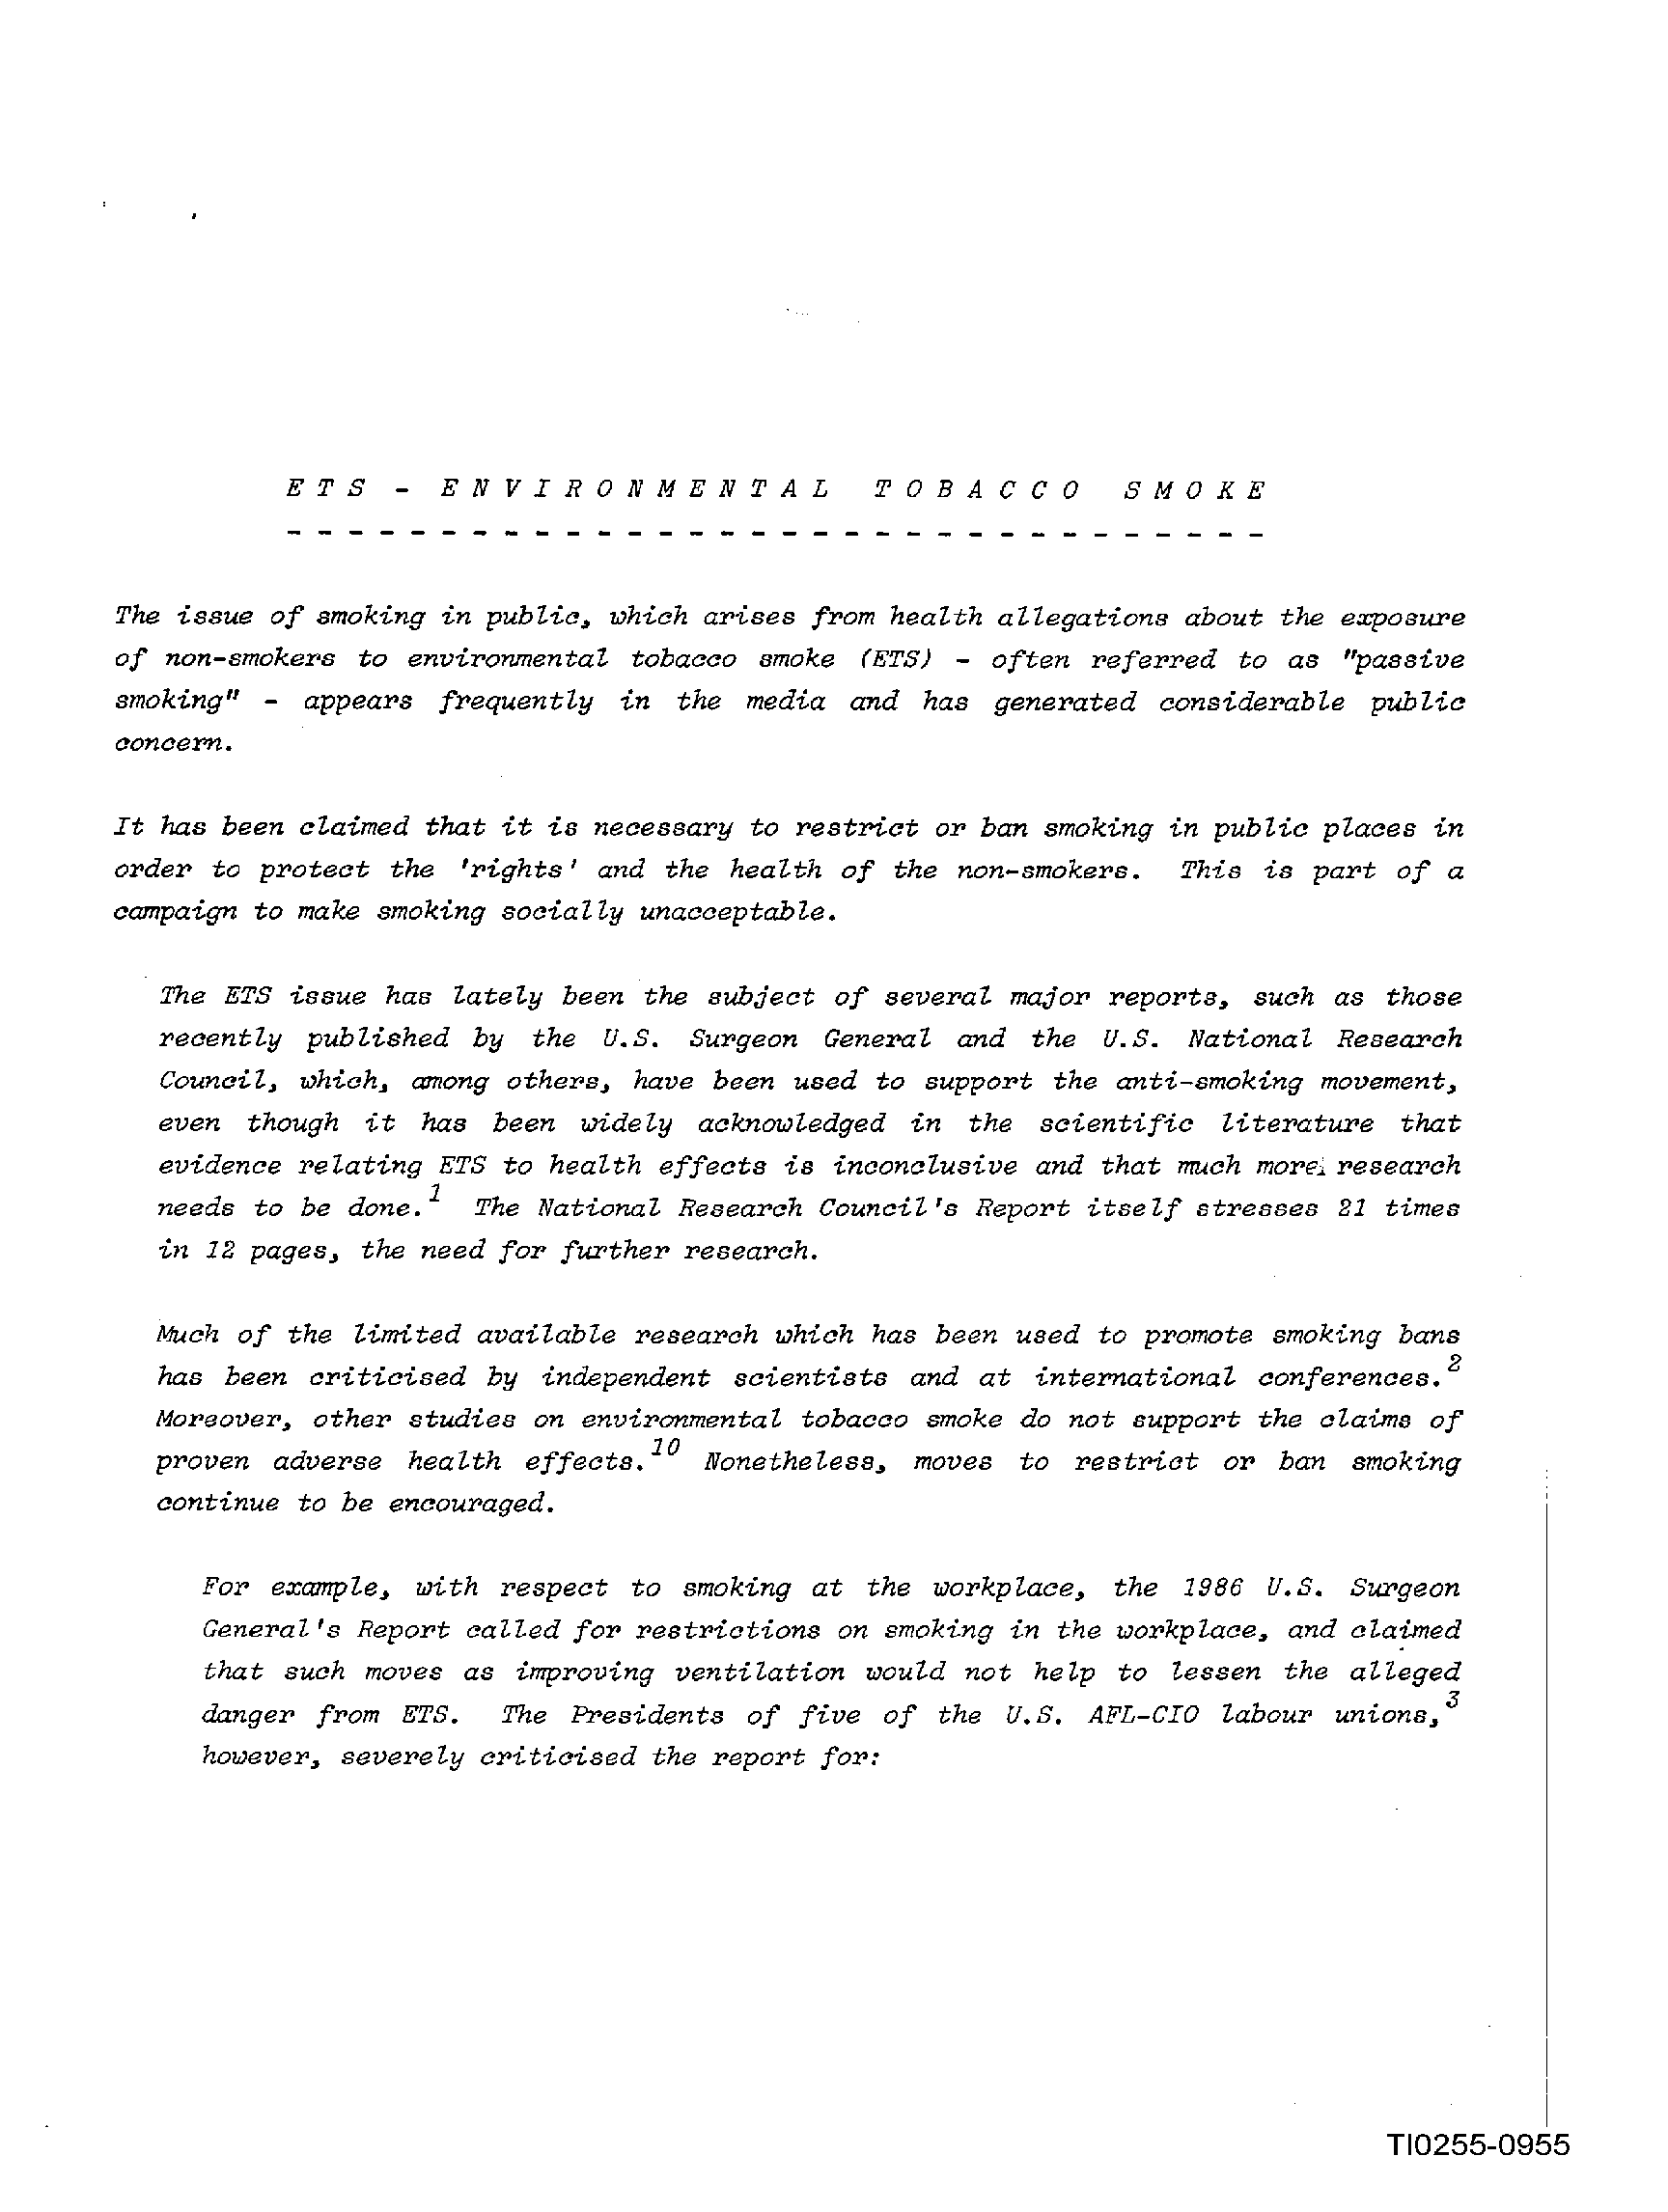 E T S - E N V I R O N M E N T A L T O B A C C O S M O K E
- - - - - - - - - - - - - - - - - - - - - - - - - - - - - - - -
The issue of smoking in public, which arises from health allegations about the exposure
of non-smokers to environmental tobacco smoke (ETS) - often referred to as "passive
smoking" - appears frequently in the media and has generated considerable public
concern.
It has been claimed that it is necessary to restrict or ban smoking in public places in
order to protect the 'rights' and the health of the non-smokers. This is part of a
campaign to make smoking socially unacceptable.
The ETS issue has lately been the subject of several major reports, such as those
recently published by the U.S. Surgeon General and the U.S. National Research
Council, which, among others, have been used to support the anti-smoking movement,
even though it has been widely acknowledged in the scientific literature that
evidence relating ETS to health effects is inconclusive and that much more research
needs to be done.1 The National Research Council's Report itself stresses 21 times
in 12 pages, the need for further research.
Much of the limited available research which has been used to promote smoking bans
has been criticised by independent scientists and at international conferences.2
Moreover, other studies on environmental tobacco smoke do not support the claims of
proven adverse health effects.10 Nonetheless, moves to restrict or ban smoking
continue to be encouraged.
For example, with respect to smoking at the workplace, the 1986 U.S. Surgeon
General's Report called for restrictions on smoking in the workplace, and claimed
that such moves as improving ventilation would not help to lessen the alleged
danger from ETS. The Presidents of five of the U.S. AFL-CIO labour unions,3
however, severely criticised the report for:
TI0255-0955